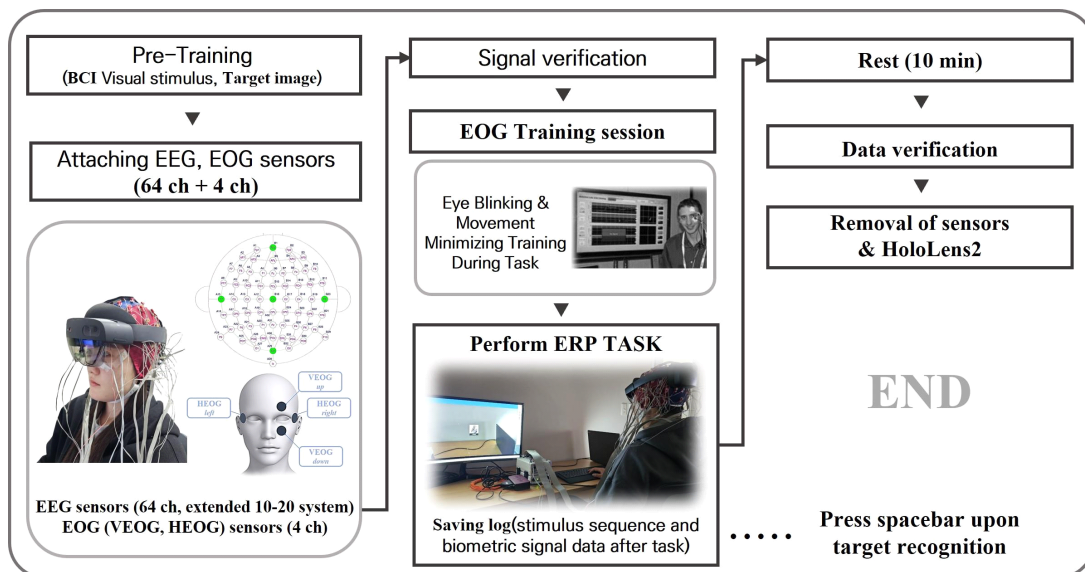 Pre-Training
(BCI Visual stimulus, Target image)
Attaching EEG, EOG sensors
(64 ch + 4 ch)
VEOG
up
HEOG
left
HEOG
right
VEOG
down
EEG sensors (64 ch, extended 10-20 system)
EOG (VEOG, HEOG) sensors (4 ch)
Signal verification
EOG Training session
Eye Blinking &
Movement
Minimizing Training
During Task
Perform ERP TASK
Saving log(stimulus sequence and
biometric signal data after task)
Rest (10 min)
Data verification
Removal of sensors
& HoloLens2
END
Press spacebar upon
target recognition